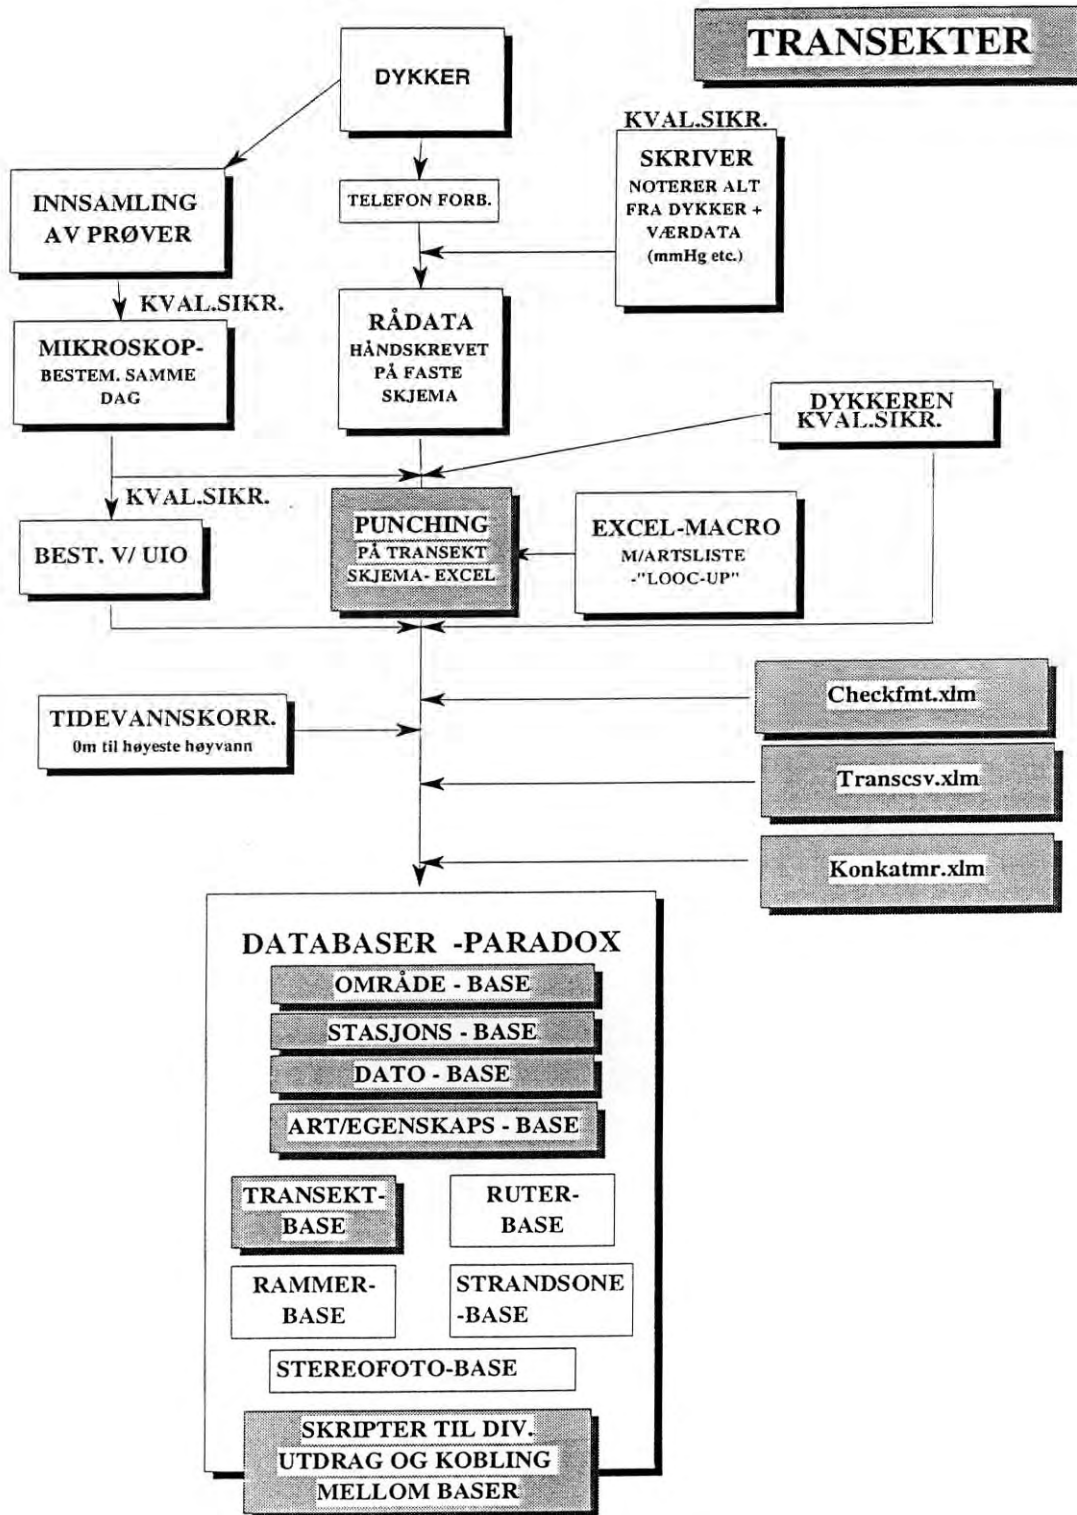 TRANSEKTER
DYKKER
KVAL.SIKR.
SKRIVER
NOTERER ALT
FRA DYKKER +
VÆRDATA
(mmHg etc.)
INNSAMLING
AV PRØVER
TELEFON FORB.
KVAL.SIKR.
MIKROSKOP-
BESTEM. SAMME
DAG
RÅDATA
HÅNDSKREVET
PÅ FASTE
SKJEMA
DYKKEREN
KVAL.SIKR.
KVAL.SIKR.
BEST. V/ UIO
PUNCHING
PÅ TRANSEKT
SKJEMA- EXCEL
EXCEL-MACRO
M/ARTSLISTE
-"LOOC-UP"
TIDEVANNSKORR.
0m til høyeste høyvann
Checkfmt.xlm
Transcsv.xlm
Konkatmr.xlm
DATABASER -PARADOX
OMRÅDE - BASE
STASJONS - BASE
DATO - BASE
ART/EGENSKAPS - BASE
TRANSEKT-
BASE
RUTER-
BASE
RAMMER-
BASE
STRANDSONE
-BASE
STEREOFOTO-BASE
SKRIPTER TIL DIV.
UTDRAG OG KOBLING
MELLOM BASER